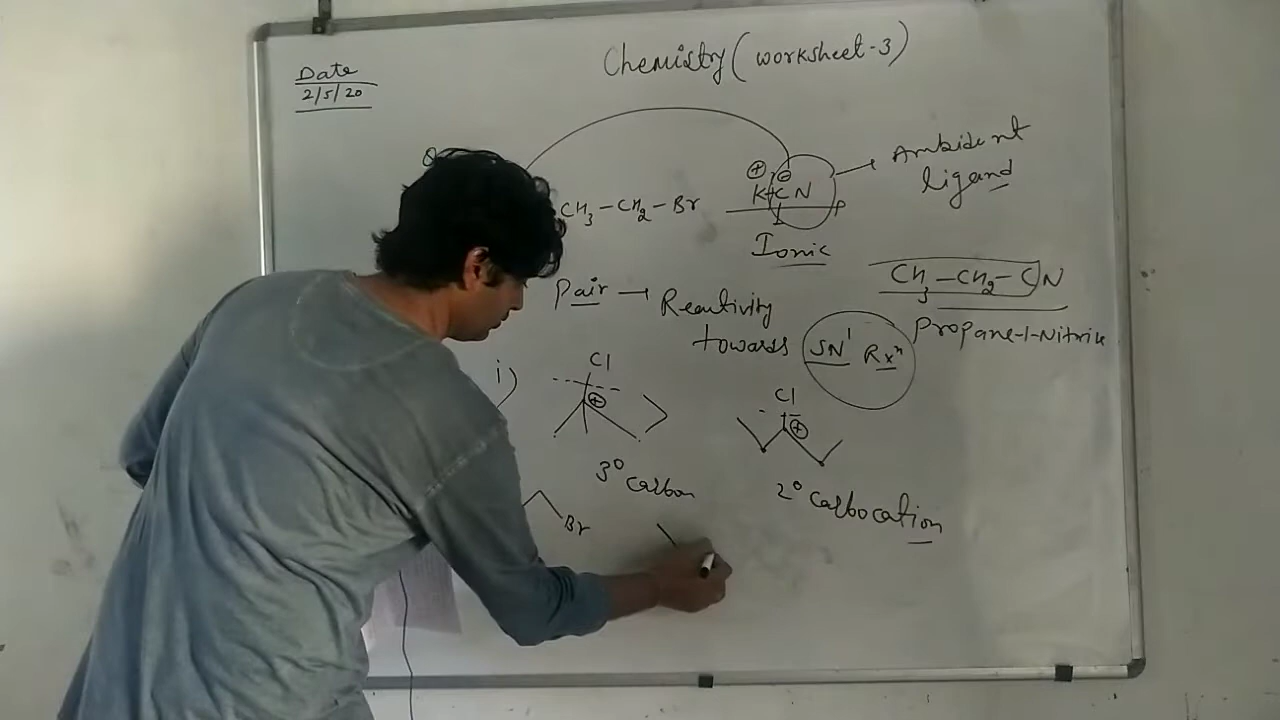 Chemistry (worksheet-3)
Date
2/5/20
CH3-CH2-Br
⊕ ⊖
K+CN
Ambident
ligand
Ionic
CH3-CH2-CN
Propane-1-Nitrile
Pair → Reactivity
towards SN1 Rxn
i)
Cl
⊕
Cl
⊕
3° Carbon
2° Carbocation
Br